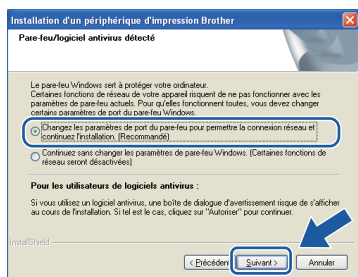 Installation d'un périphérique d'impression Brother
Pare-feu/logiciel antivirus détecté
Le pare-feu Windows sert à protéger votre ordinateur.
Certaines fonctions de réseau de votre appareil risquent de ne pas fonctionner avec les
paramètres de pare-feu actuels. Pour qu'elles fonctionnent toutes, vous devez changer
certains paramètres de port du pare-feu Windows.
Changez les paramètres de port du pare-feu pour permettre la connexion réseau et
continuez l'installation. (Recommandé)
Continuez sans changer les paramètres de pare-feu Windows. (Certaines fonctions de
réseau seront désactivées)
Pour les utilisateurs de logiciels antivirus :
Si vous utilisez un logiciel antivirus, une boîte de dialogue d'avertissement risque de s'afficher
au cours de l'installation. Si tel est le cas, cliquez sur "Autoriser" pour continuer.
InstallShield
< Précédent Suivant > Annuler